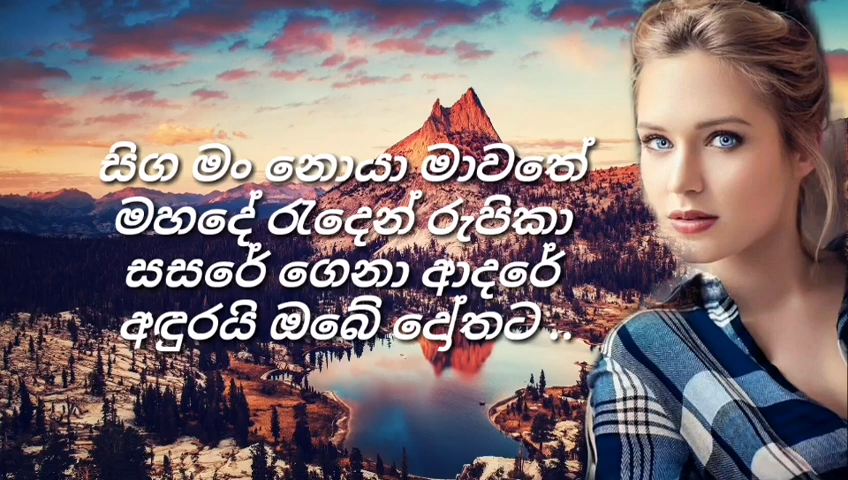 සිග මං නොයා මාවතේ
මහදේ රැදෙන් රුපිකා
සසරේ ගෙනා ආදරේ
අඳුරයි ඔබේ දෝතට ..